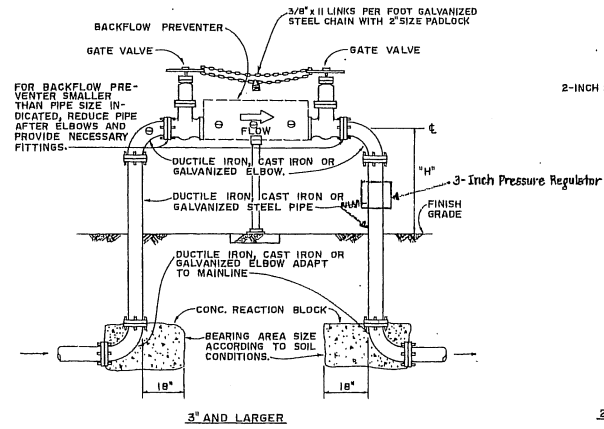 3/8" x 11 LINKS PER FOOT GALVANIZED
STEEL CHAIN WITH 2" SIZE PADLOCK
BACKFLOW PREVENTER
GATE VALVE
GATE VALVE
FOR BACKFLOW PRE-
VENTER SMALLER
THAN PIPE SIZE IN-
DICATED, REDUCE PIPE
AFTER ELBOWS AND
PROVIDE NECESSARY
FITTINGS.
2-INCH
FLOW
℄
DUCTILE IRON, CAST IRON OR
GALVANIZED ELBOW.
"H"
3-Inch Pressure Regulator
DUCTILE IRON, CAST IRON OR
GALVANIZED STEEL PIPE
FINISH
GRADE
DUCTILE IRON, CAST IRON OR
GALVANIZED ELBOW ADAPT
TO MAINLINE
CONC. REACTION BLOCK
BEARING AREA SIZE
ACCORDING TO SOIL
CONDITIONS.
18"
18"
3" AND LARGER
2